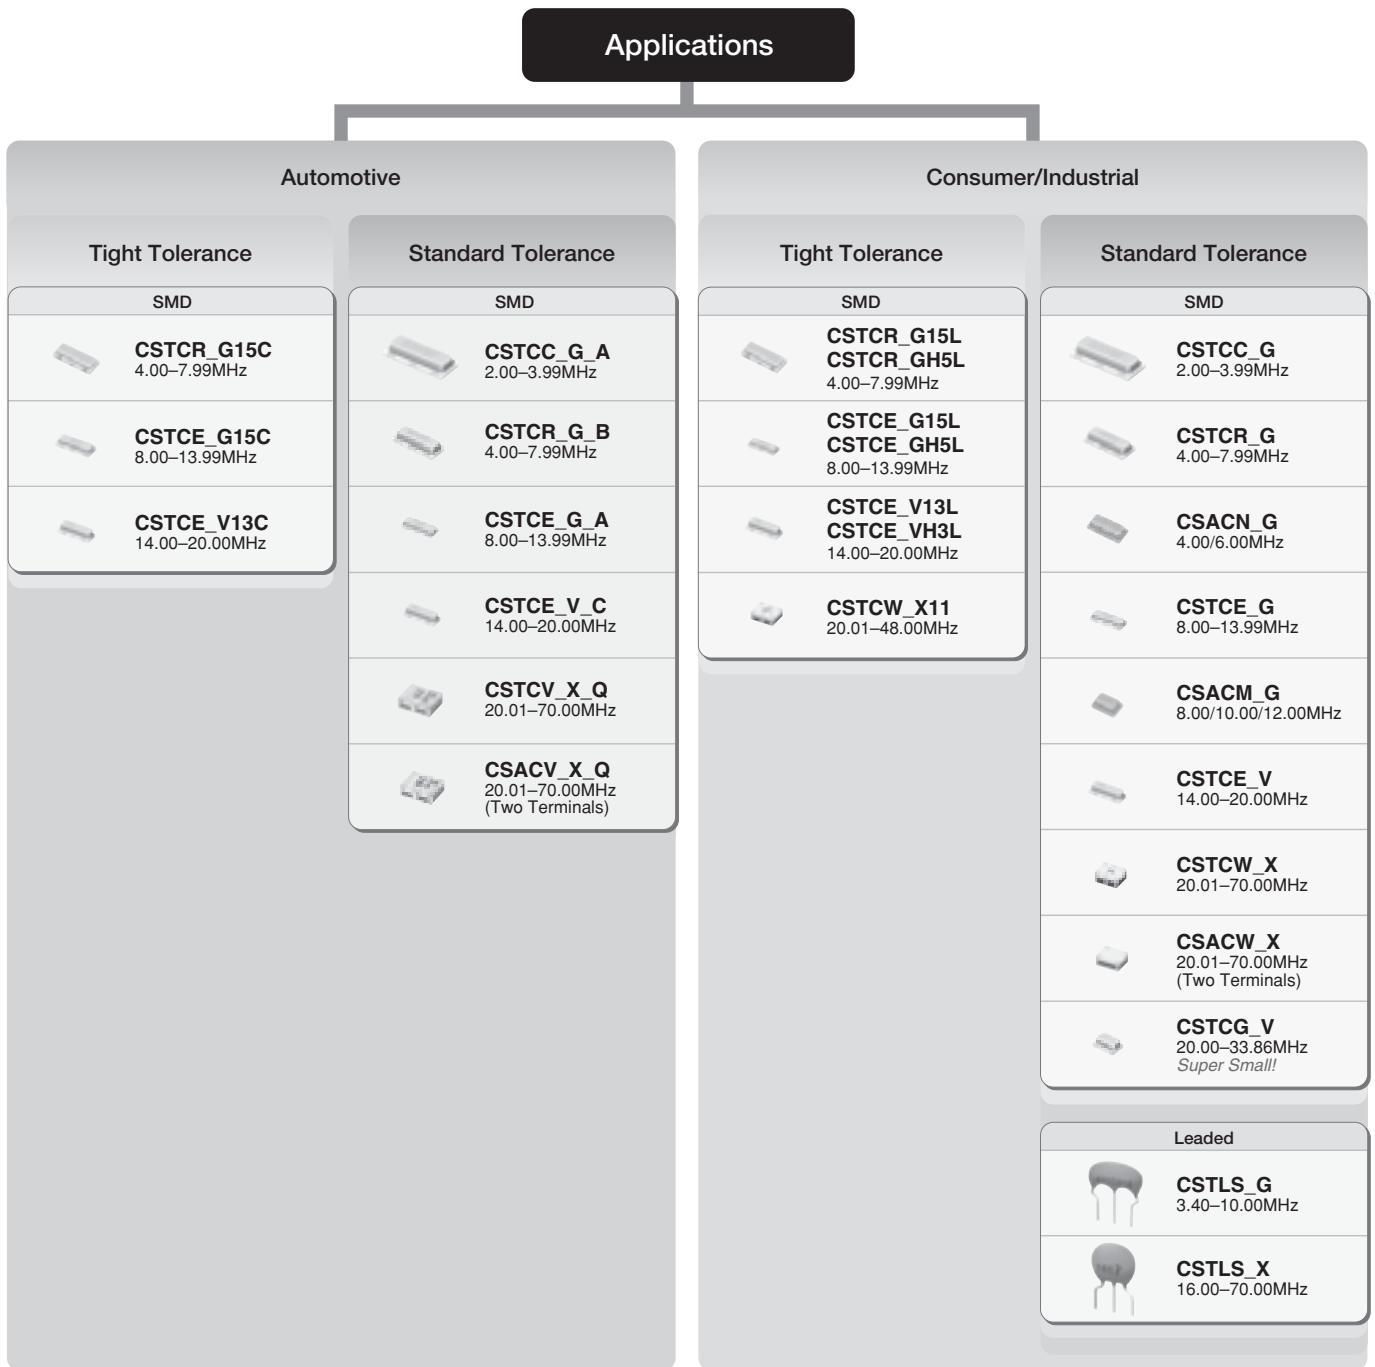 Applications
Automotive
Tight Tolerance
SMD
CSTCR_G15C
4.00–7.99MHz
CSTCE_G15C
8.00–13.99MHz
CSTCE_V13C
14.00–20.00MHz
Standard Tolerance
SMD
CSTCC_G_A
2.00–3.99MHz
CSTCR_G_B
4.00–7.99MHz
CSTCE_G_A
8.00–13.99MHz
CSTCE_V_C
14.00–20.00MHz
CSTCV_X_Q
20.01–70.00MHz
CSACV_X_Q
20.01–70.00MHz
(Two Terminals)
Consumer/Industrial
Tight Tolerance
SMD
CSTCR_G15L
CSTCR_GH5L
4.00–7.99MHz
CSTCE_G15L
CSTCE_GH5L
8.00–13.99MHz
CSTCE_V13L
CSTCE_VH3L
14.00–20.00MHz
CSTCW_X11
20.01–48.00MHz
Standard Tolerance
SMD
CSTCC_G
2.00–3.99MHz
CSTCR_G
4.00–7.99MHz
CSACN_G
4.00/6.00MHz
CSTCE_G
8.00–13.99MHz
CSACM_G
8.00/10.00/12.00MHz
CSTCE_V
14.00–20.00MHz
CSTCW_X
20.01–70.00MHz
CSACW_X
20.01–70.00MHz
(Two Terminals)
CSTCG_V
20.00–33.86MHz
Super Small!
Leaded
CSTLS_G
3.40–10.00MHz
CSTLS_X
16.00–70.00MHz